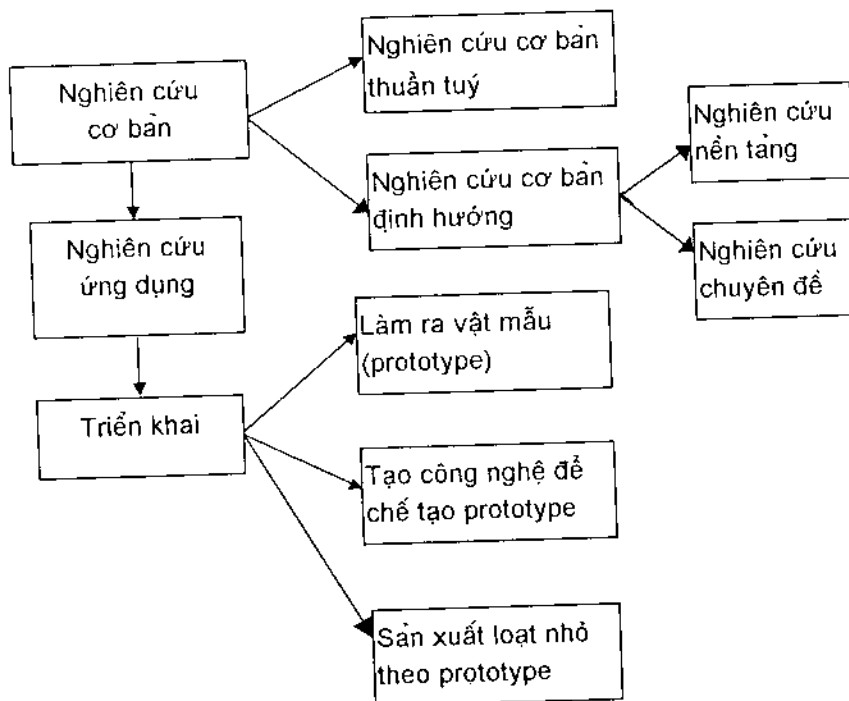 Nghiên cứu
cơ bản
Nghiên cứu cơ bản
thuần tuý
Nghiên cứu cơ bản
định hướng
Nghiên cứu
nền tảng
Nghiên cứu
chuyên đề
Nghiên cứu
ứng dụng
Triển khai
Làm ra vật mẫu
(prototype)
Tạo công nghệ để
chế tạo prototype
Sản xuất loạt nhỏ
theo prototype